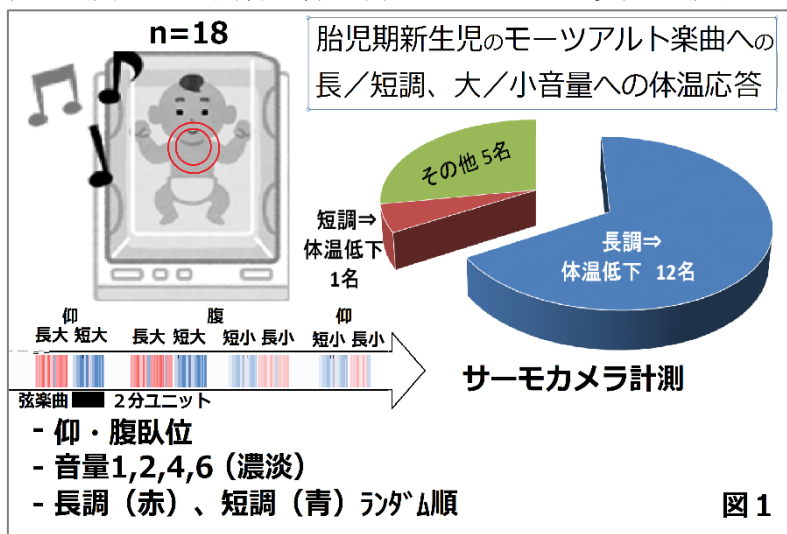 n=18
胎児期新生児のモーツアルト楽曲への
長／短調、大／小音量への体温応答
その他 5名
短調⇒
体温低下
1名
長調⇒
体温低下 12名
仰 腹 仰
長大 短大 長大 短大 短小 長小 短小 長小
弦楽曲 2分ユニット
サーモカメラ計測
- 仰・腹臥位
- 音量1,2,4,6（濃淡）
- 長調（赤）、短調（青）ﾗﾝﾀﾞﾑ順
図1